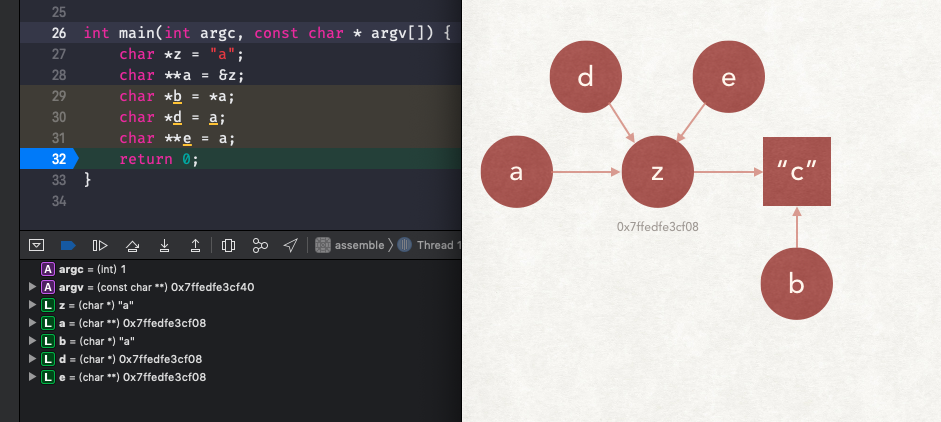 25
26 int main(int argc, const char * argv[]) {
27 char *z = "a";
28 char **a = &z;
29 char *b = *a;
30 char *d = a;
31 char **e = a;
32 return 0;
33 }
34
assemble 〉 Thread 1
A argc = (int) 1
A argv = (const char **) 0x7ffedfe3cf40
L z = (char *) "a"
L a = (char **) 0x7ffedfe3cf08
L b = (char *) "a"
L d = (char *) 0x7ffedfe3cf08
L e = (char **) 0x7ffedfe3cf08
d e
a z “c”
0x7ffedfe3cf08
b